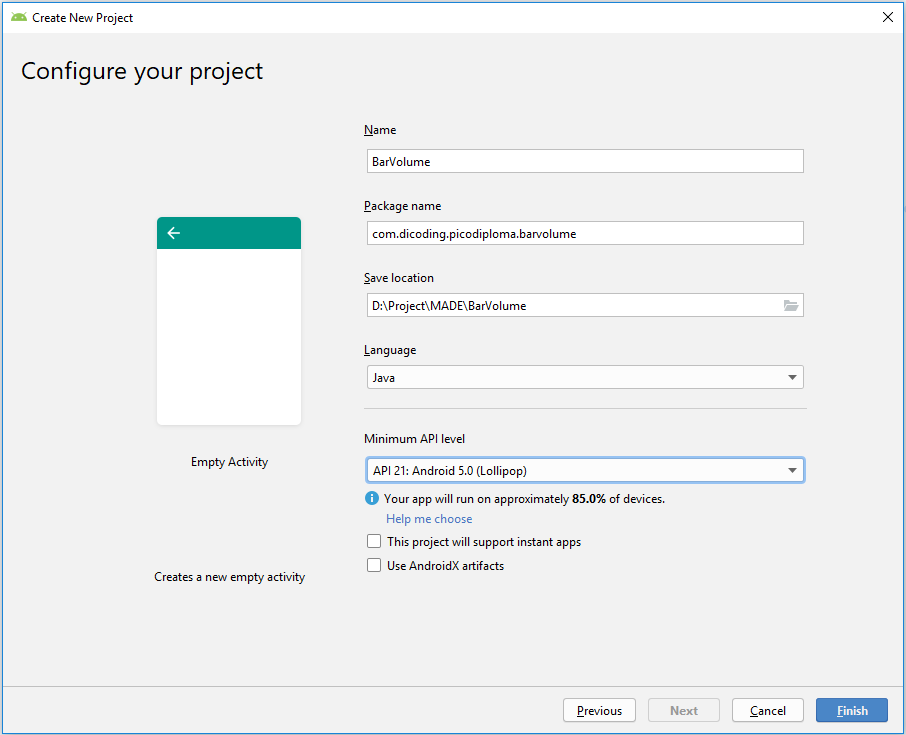 Create New Project
Configure your project
Name
BarVolume
Package name
com.dicoding.picodiploma.barvolume
Save location
D:\Project\MADE\BarVolume
Language
Java
Minimum API level
API 21: Android 5.0 (Lollipop)
Your app will run on approximately 85.0% of devices.
Help me choose
This project will support instant apps
Use AndroidX artifacts
Empty Activity
Creates a new empty activity
Previous
Next
Cancel
Finish